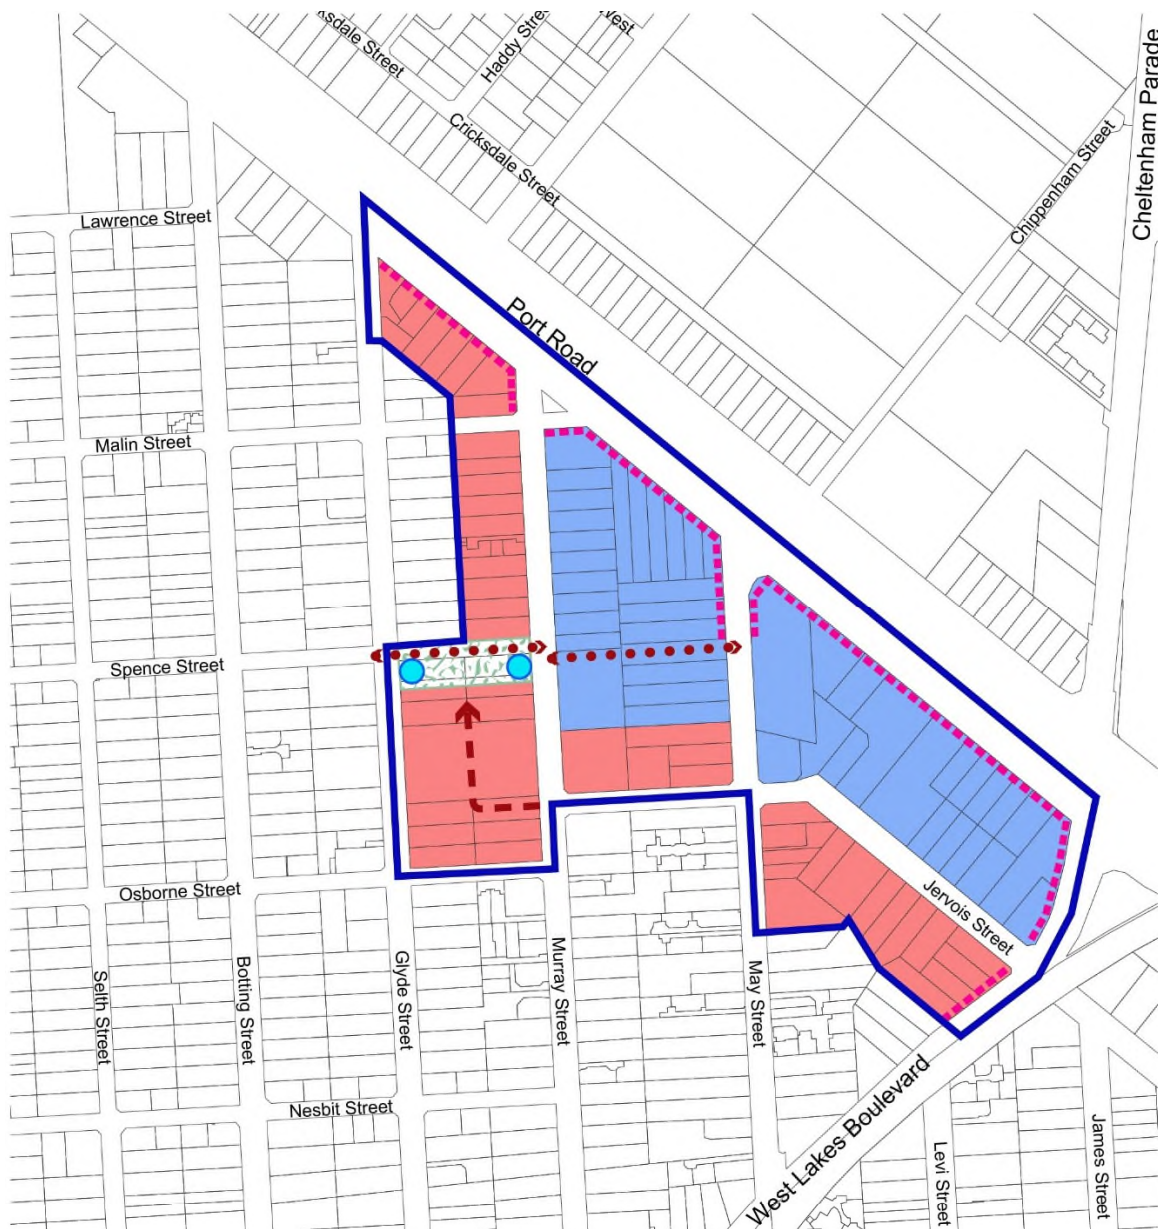 West
Haddy Street
Cricksdale Street
Chippenham Street
Cheltenham Parade
Lawrence Street
Port Road
Malin Street
Spence Street
Osborne Street
Jervois Street
Selth Street
Botting Street
Glyde Street
Murray Street
May Street
Nesbit Street
West Lakes Boulevard
Levi Street
James Street